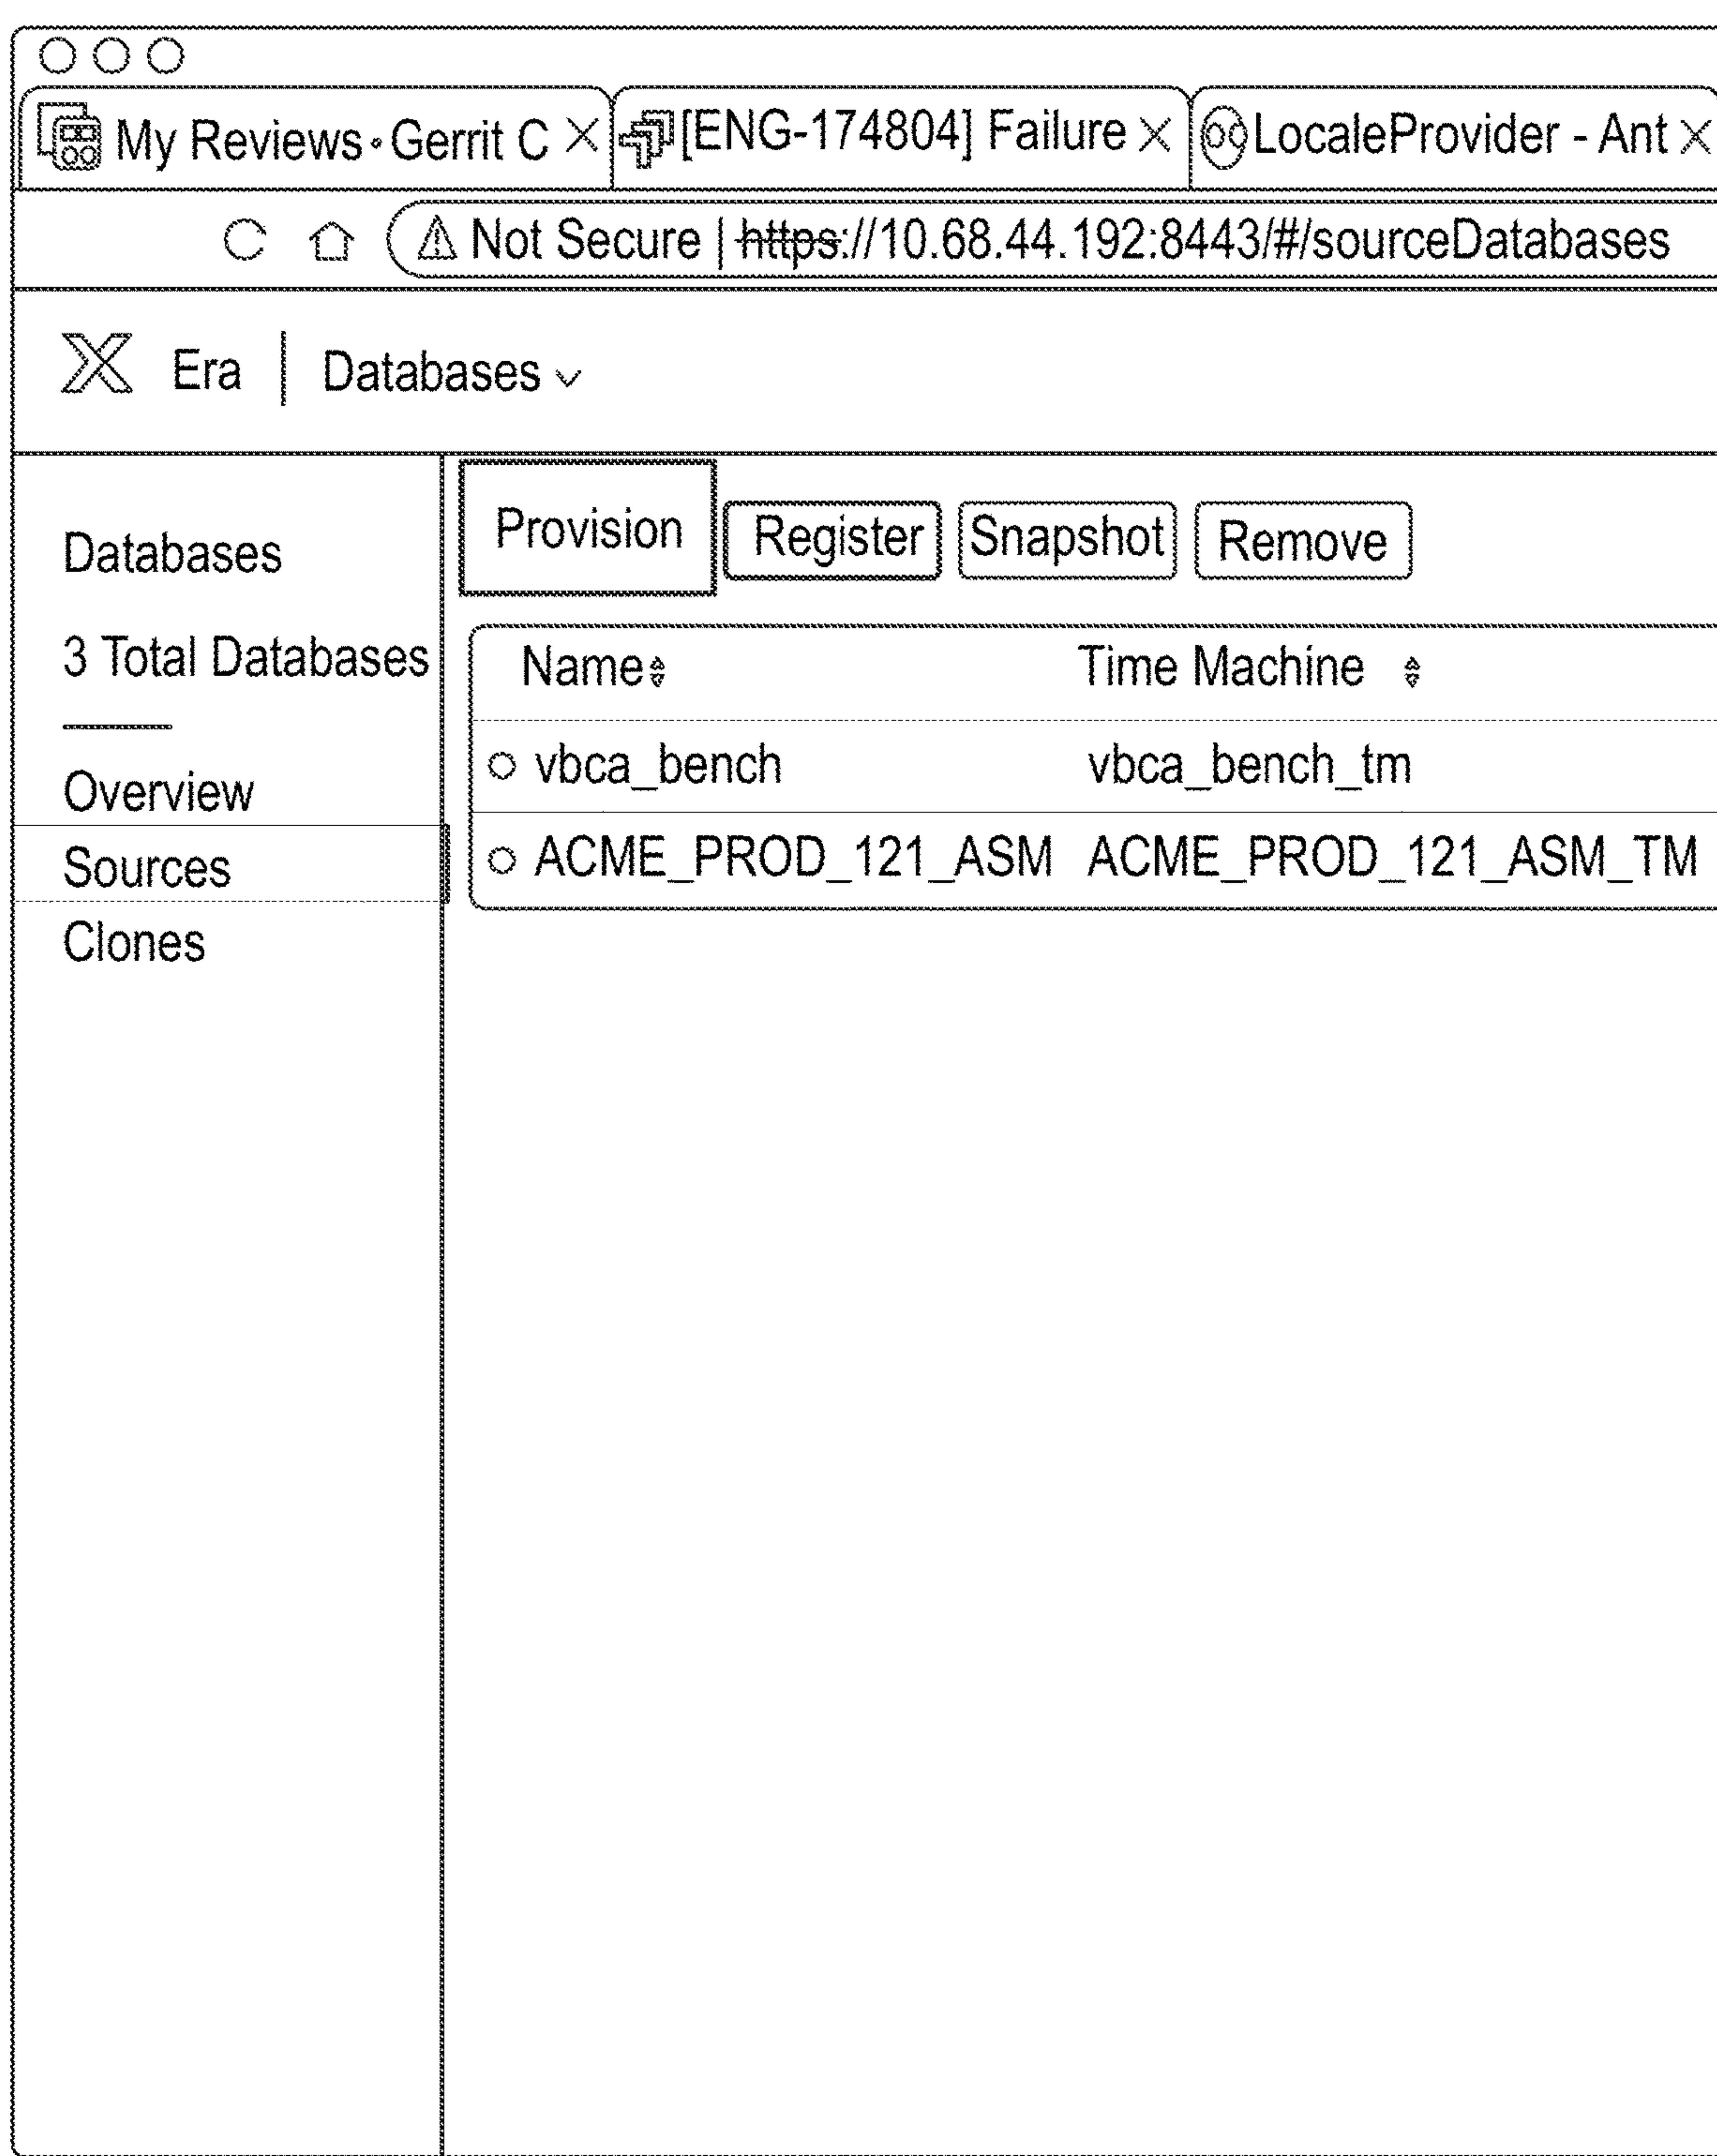 My Reviews · Gerrit C [ENG-174804] Failure LocaleProvider - Ant
Not Secure | https://10.68.44.192:8443/#/sourceDatabases
Era | Databases
Databases
3 Total Databases
Overview
Sources
Clones
Provision Register Snapshot Remove
Name Time Machine
vbca_bench vbca_bench_tm
ACME_PROD_121_ASM ACME_PROD_121_ASM_TM